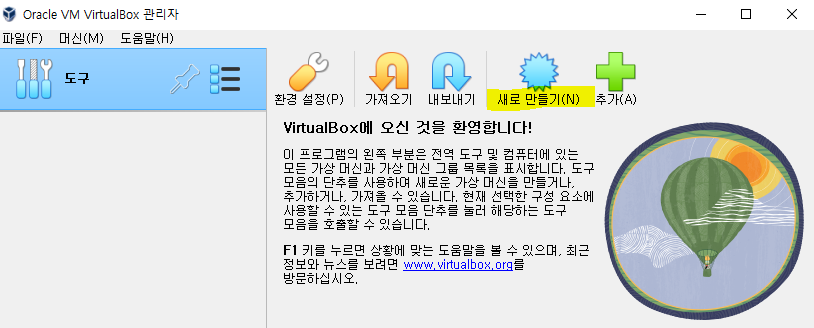 Oracle VM VirtualBox 관리자
파일(F) 머신(M) 도움말(H)
도구
환경 설정(P) 가져오기 내보내기 새로 만들기(N) 추가(A)
VirtualBox에 오신 것을 환영합니다!
이 프로그램의 왼쪽 부분은 전역 도구 및 컴퓨터에 있는
모든 가상 머신과 가상 머신 그룹 목록을 표시합니다. 도구
모음의 단추를 사용하여 새로운 가상 머신을 만들거나,
추가하거나, 가져올 수 있습니다. 현재 선택한 구성 요소에
사용할 수 있는 도구 모음 단추를 눌러 해당하는 도구
모음을 호출할 수 있습니다.
F1 키를 누르면 상황에 맞는 도움말을 볼 수 있으며, 최근
정보와 뉴스를 보려면 www.virtualbox.org를
방문하십시오.